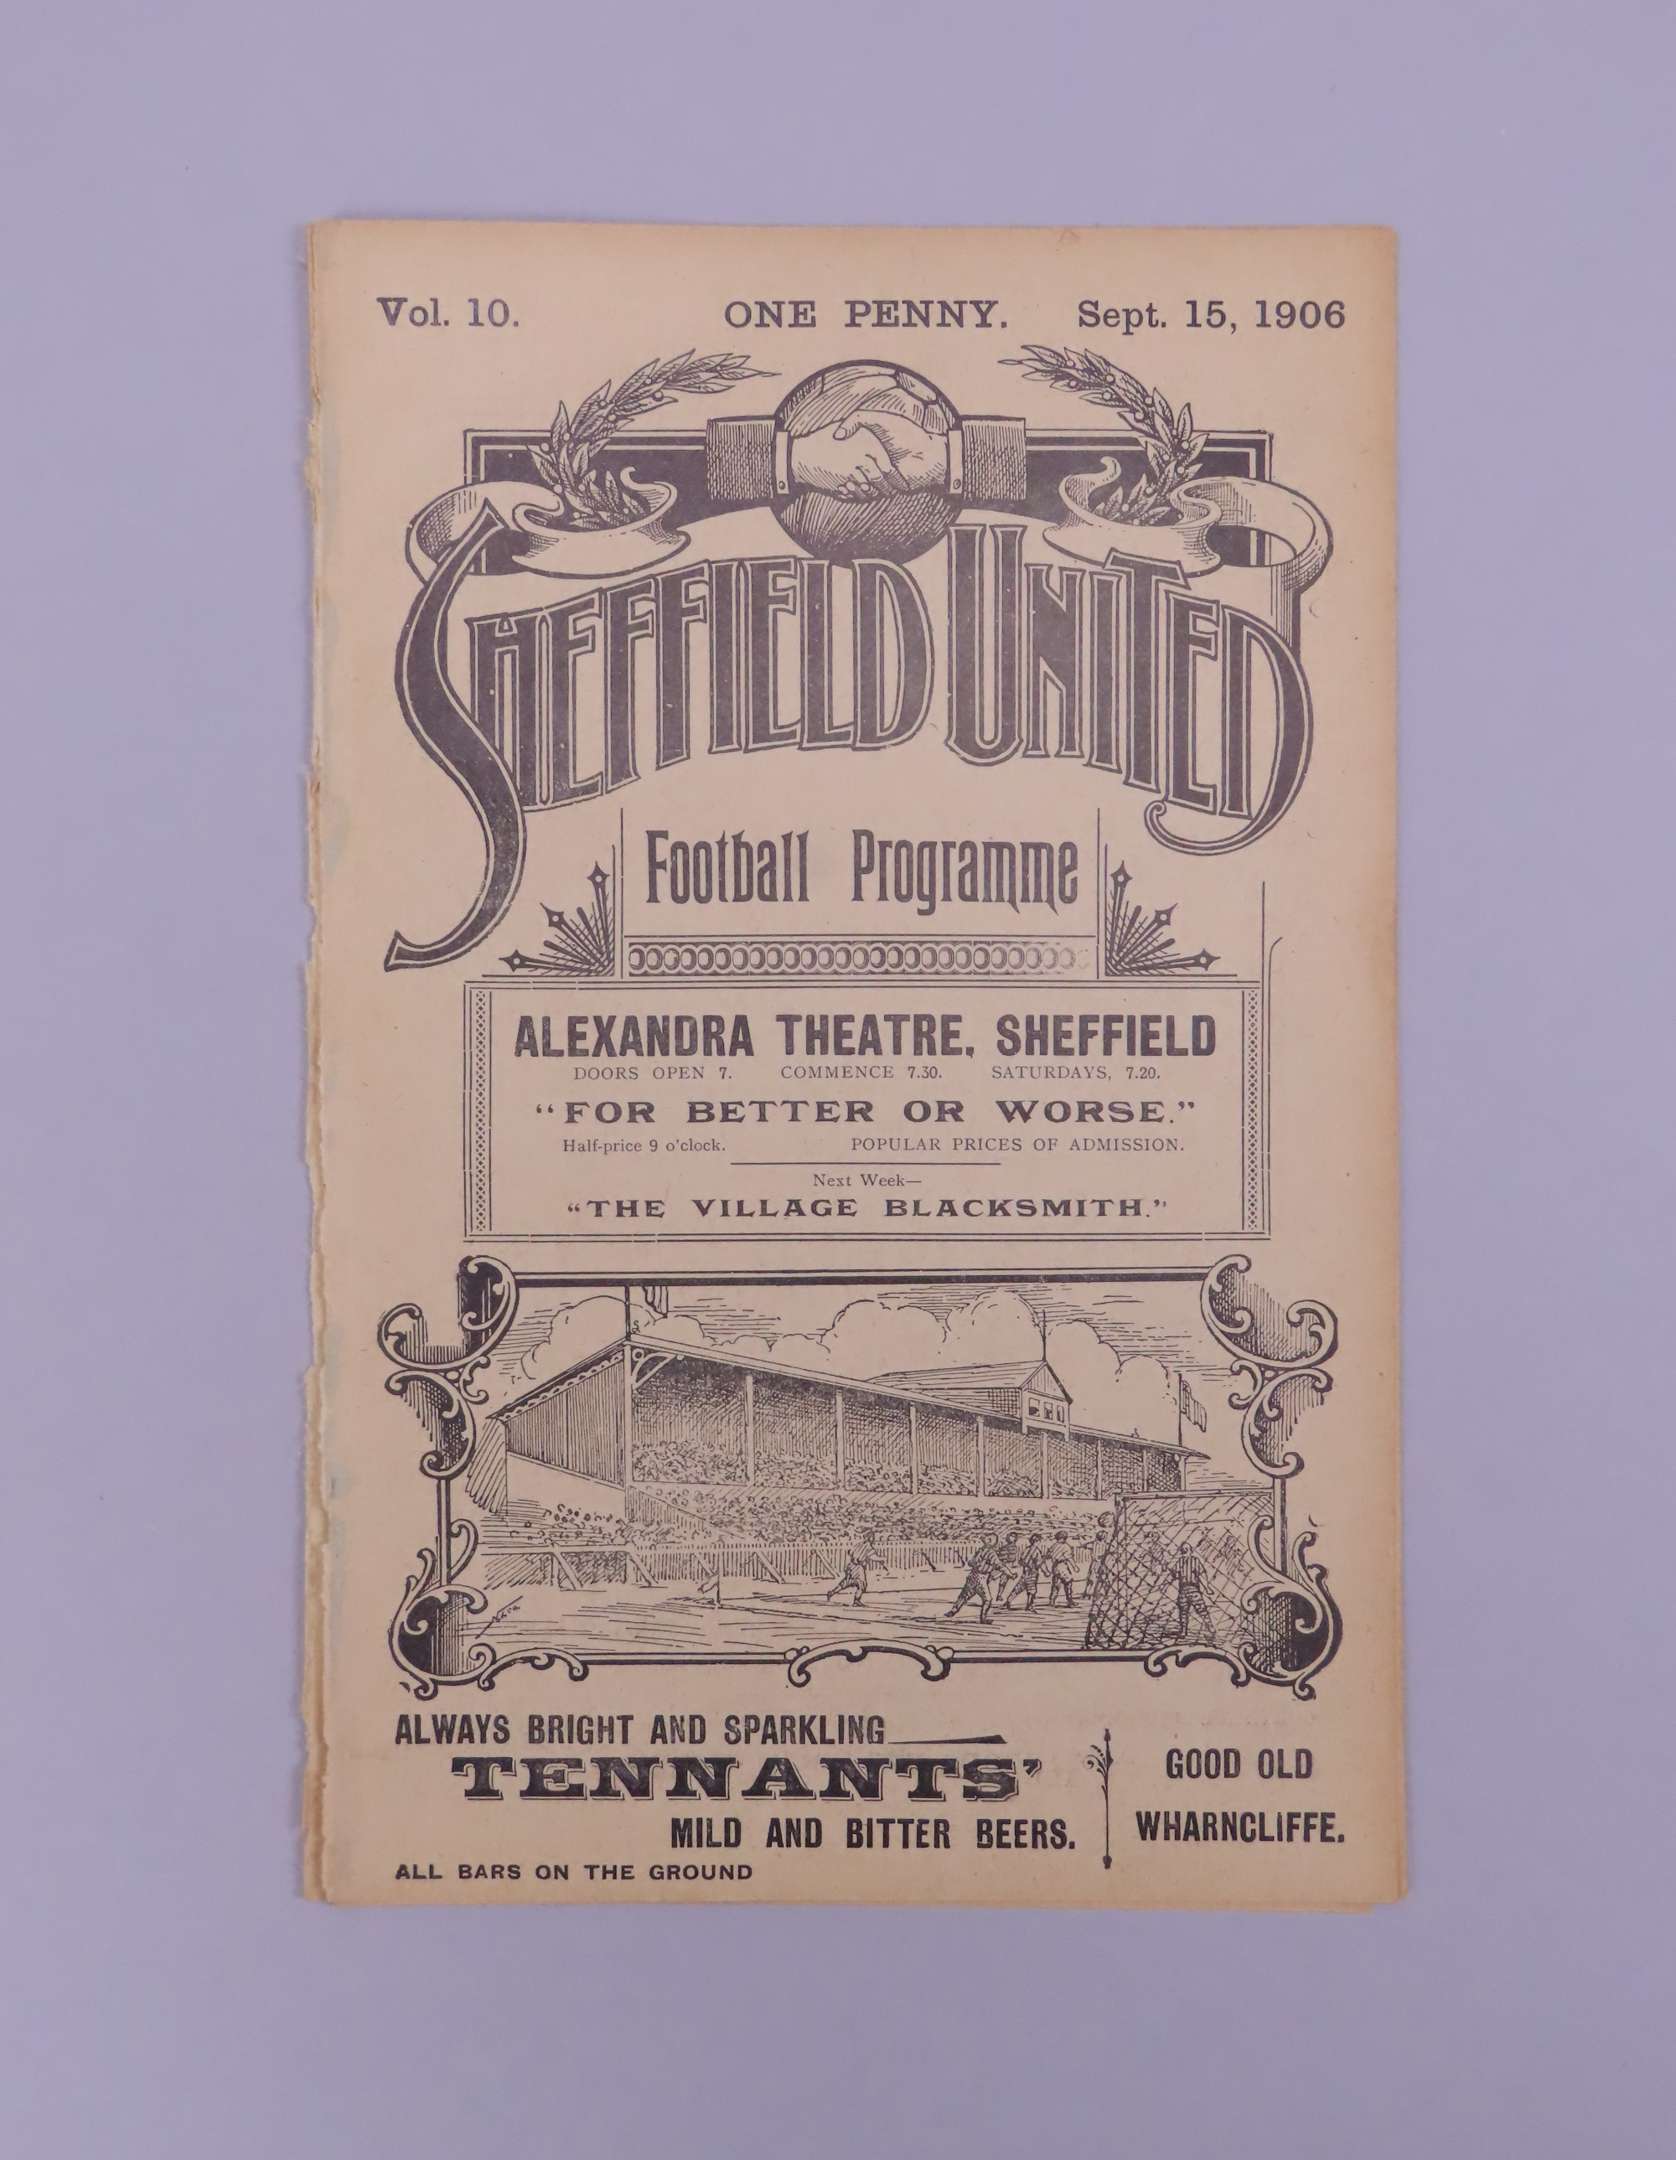 Vol. 10. ONE PENNY. Sept. 15, 1906
SHEFFIELD UNITED
Football Programme
ALEXANDRA THEATRE, SHEFFIELD
DOORS OPEN 7. COMMENCE 7.30. SATURDAYS, 7.20.
"FOR BETTER OR WORSE."
Half-price 9 o'clock. POPULAR PRICES OF ADMISSION.
Next Week—
"THE VILLAGE BLACKSMITH."
ALWAYS BRIGHT AND SPARKLING
TENNANTS'
MILD AND BITTER BEERS.
ALL BARS ON THE GROUND
GOOD OLD
WHARNCLIFFE.